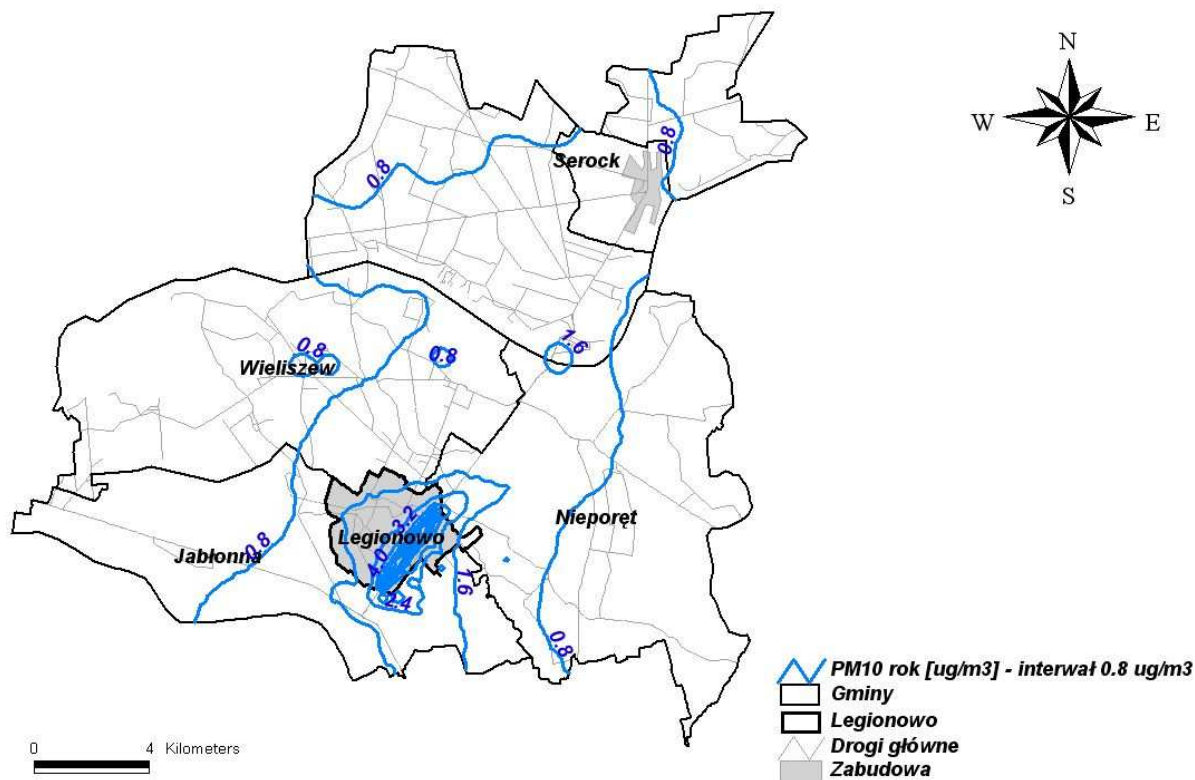 N
W E
S
0.8
Serock
0.8
1.6
0.8
0.8
Wieliszew
3.2
Nieporęt
Legionowo
0.8
Jabłonna
4.0
1.6
2.4
0.8
PM10 rok [ug/m3] - interwał 0.8 ug/m3
Gminy
Legionowo
Drogi główne
Zabudowa
0 4 Kilometers